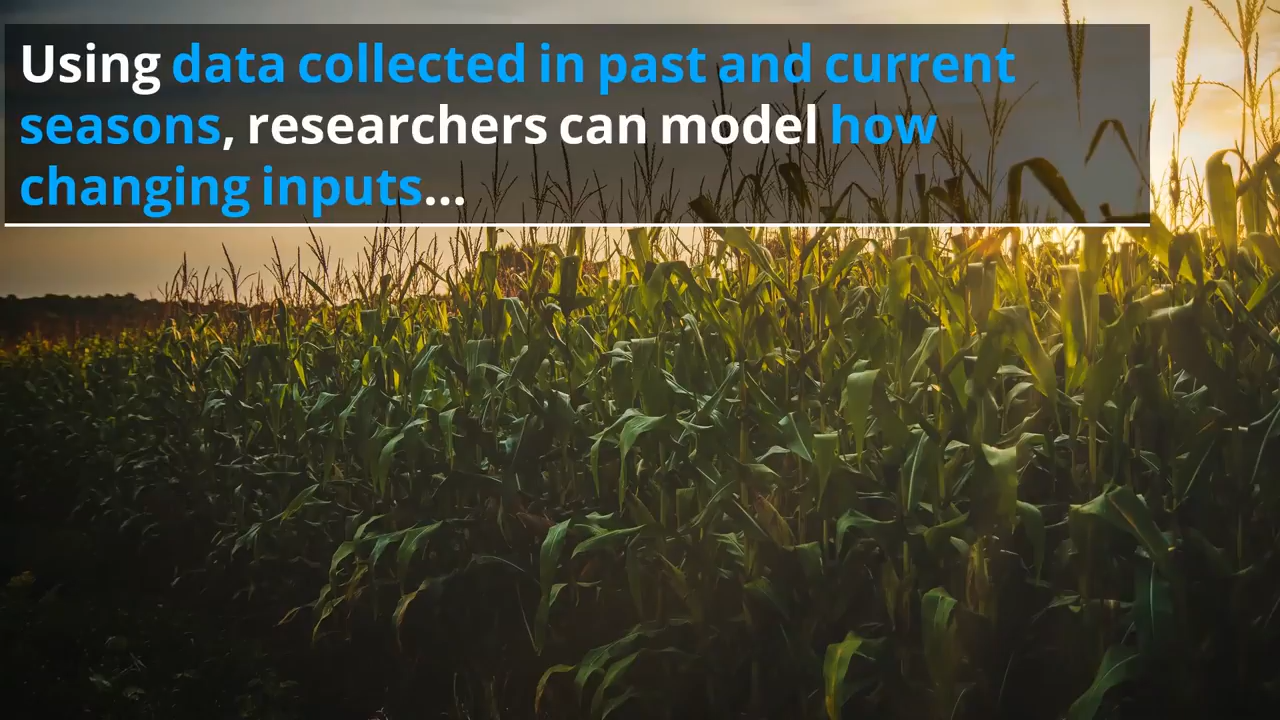 Using data collected in past and current
seasons, researchers can model how
changing inputs...